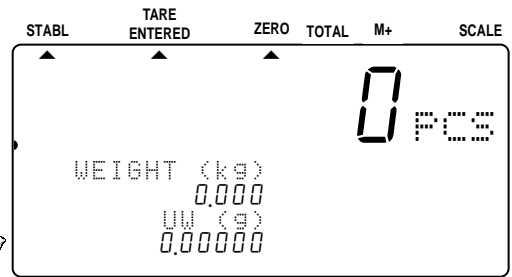 STABL TARE ENTERED ZERO TOTAL M+ SCALE
0 PCS
WEIGHT (kg)
0.000
UW (g)
0.00000